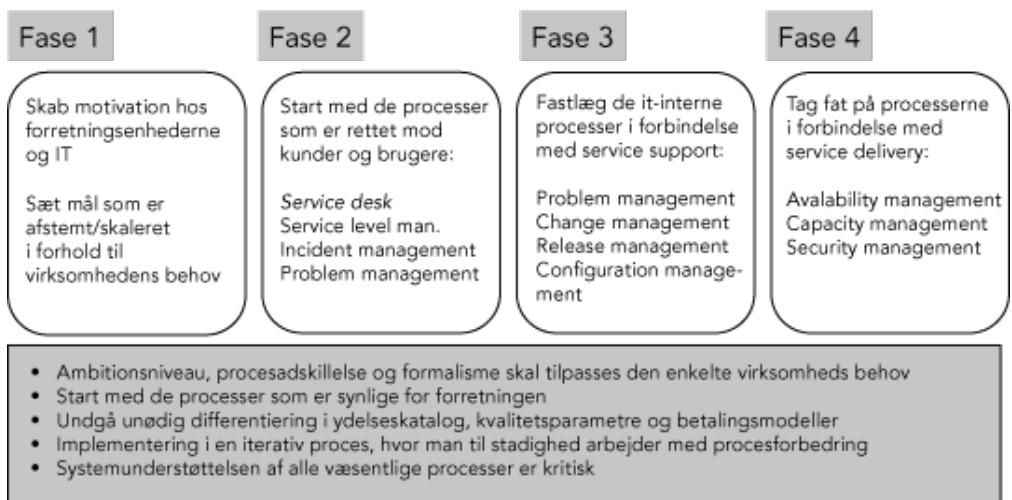 Fase 1
Skab motivation hos
forretningsenhederne
og IT
Sæt mål som er
afstemt/skaleret
i forhold til
virksomhedens behov
Fase 2
Start med de processer
som er rettet mod
kunder og brugere:
Service desk
Service level man.
Incident management
Problem management
Fase 3
Fastlæg de it-interne
processer i forbindelse
med service support:
Problem management
Change management
Release management
Configuration manage-
ment
Fase 4
Tag fat på processerne
i forbindelse med
service delivery:
Avalability management
Capacity management
Security management
• Ambitionsniveau, procesadskillelse og formalisme skal tilpasses den enkelte virksomheds behov
• Start med de processer som er synlige for forretningen
• Undgå unødig differentiering i ydelseskatalog, kvalitetsparametre og betalingsmodeller
• Implementering i en iterativ proces, hvor man til stadighed arbejder med procesforbedring
• Systemunderstøttelsen af alle væsentlige processer er kritisk